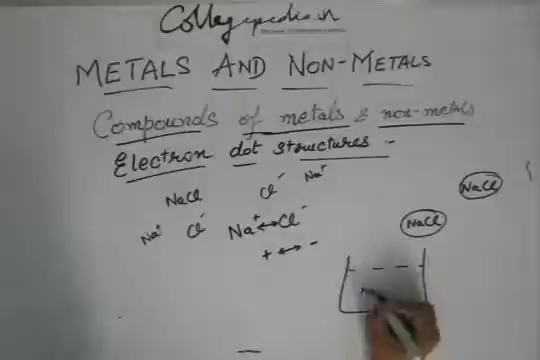 Collegepedia.in
METALS AND NON-METALS
Compounds of metals & non-metals
Electron dot structures -
NaCl Cl⁻ Na⁺
NaCl
Na⁺ Cl⁻ Na⁺↔Cl⁻
NaCl
+ ↔ -